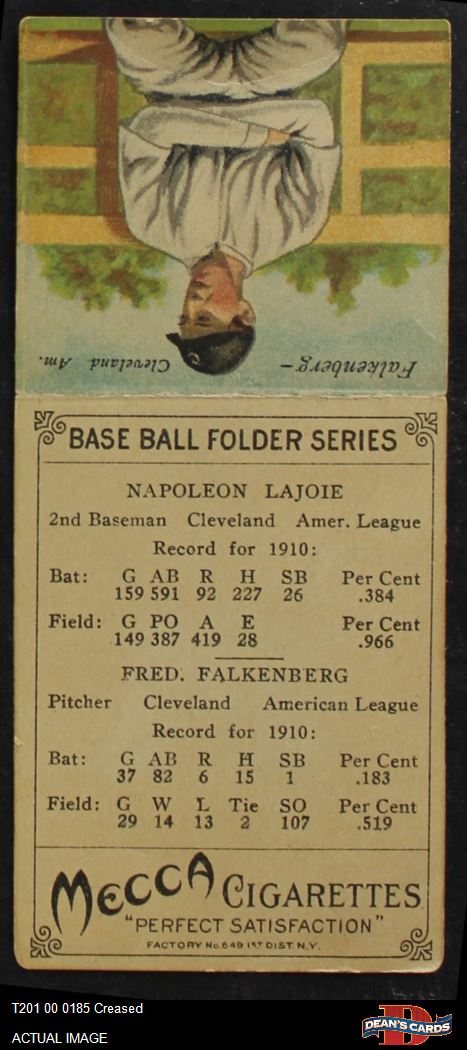 Falkenberg—
Cleveland Am.
BASE BALL FOLDER SERIES
NAPOLEON LAJOIE
2nd Baseman Cleveland Amer. League
Record for 1910:
Bat: G AB R H SB Per Cent
159 591 92 227 26 .384
Field: G PO A E Per Cent
149 387 419 28 .966
FRED. FALKENBERG
Pitcher Cleveland American League
Record for 1910:
Bat: G AB R H SB Per Cent
37 82 6 15 1 .183
Field: G W L Tie SO Per Cent
29 14 13 2 107 .519
MECCA CIGARETTES
"PERFECT SATISFACTION"
FACTORY No. 649 1ST DIST. N.Y.
T201 00 0185 Creased
ACTUAL IMAGE
DEAN'S CARDS